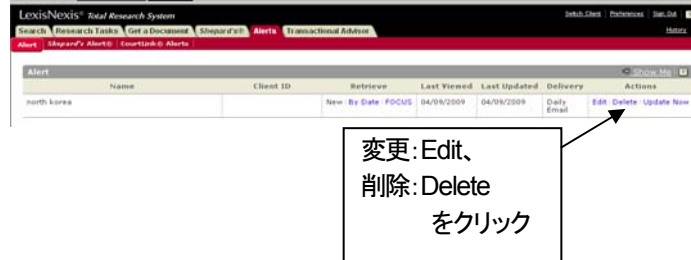 LexisNexis® Total Research System
Switch Client | Preferences | Sign Out
Search Research Tasks Get a Document Shepard's® Alerts Transactional Advisor
History
Alert | Shepard's Alert® | CourtLink® Alerts
Alert
Show Me
Name Client ID Retrieve Last Viewed Last Updated Delivery Actions
north korea New | By Date | FOCUS 04/09/2009 04/09/2009 Daily Email Edit | Delete | Update Now
変更:Edit、
削除:Delete
をクリック